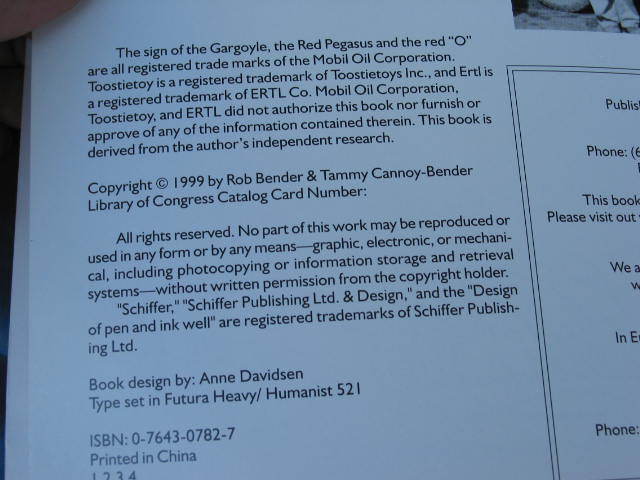 The sign of the Gargoyle, the Red Pegasus and the red "O"
are all registered trade marks of the Mobil Oil Corporation.
Toostietoy is a registered trademark of Toostietoys Inc., and Ertl is
a registered trademark of ERTL Co. Mobil Oil Corporation,
Toostietoy, and ERTL did not authorize this book nor furnish or
approve of any of the information contained therein. This book is
derived from the author's independent research.
Copyright © 1999 by Rob Bender & Tammy Cannoy-Bender
Library of Congress Catalog Card Number:
All rights reserved. No part of this work may be reproduced or
used in any form or by any means—graphic, electronic, or mechani-
cal, including photocopying or information storage and retrieval
systems—without written permission from the copyright holder.
"Schiffer," "Schiffer Publishing Ltd. & Design," and the "Design
of pen and ink well" are registered trademarks of Schiffer Publish-
ing Ltd.
Book design by: Anne Davidsen
Type set in Futura Heavy/ Humanist 521
ISBN: 0-7643-0782-7
Printed in China
1 2 3 4
Phone: (6
This book
Please visit out
We a
In E
Phone: